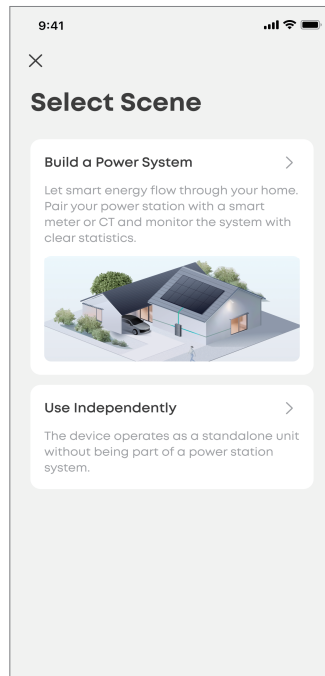 9:41
Select Scene
Build a Power System
Let smart energy flow through your home.
Pair your power station with a smart
meter or CT and monitor the system with
clear statistics.
Use Independently
The device operates as a standalone unit
without being part of a power station
system.